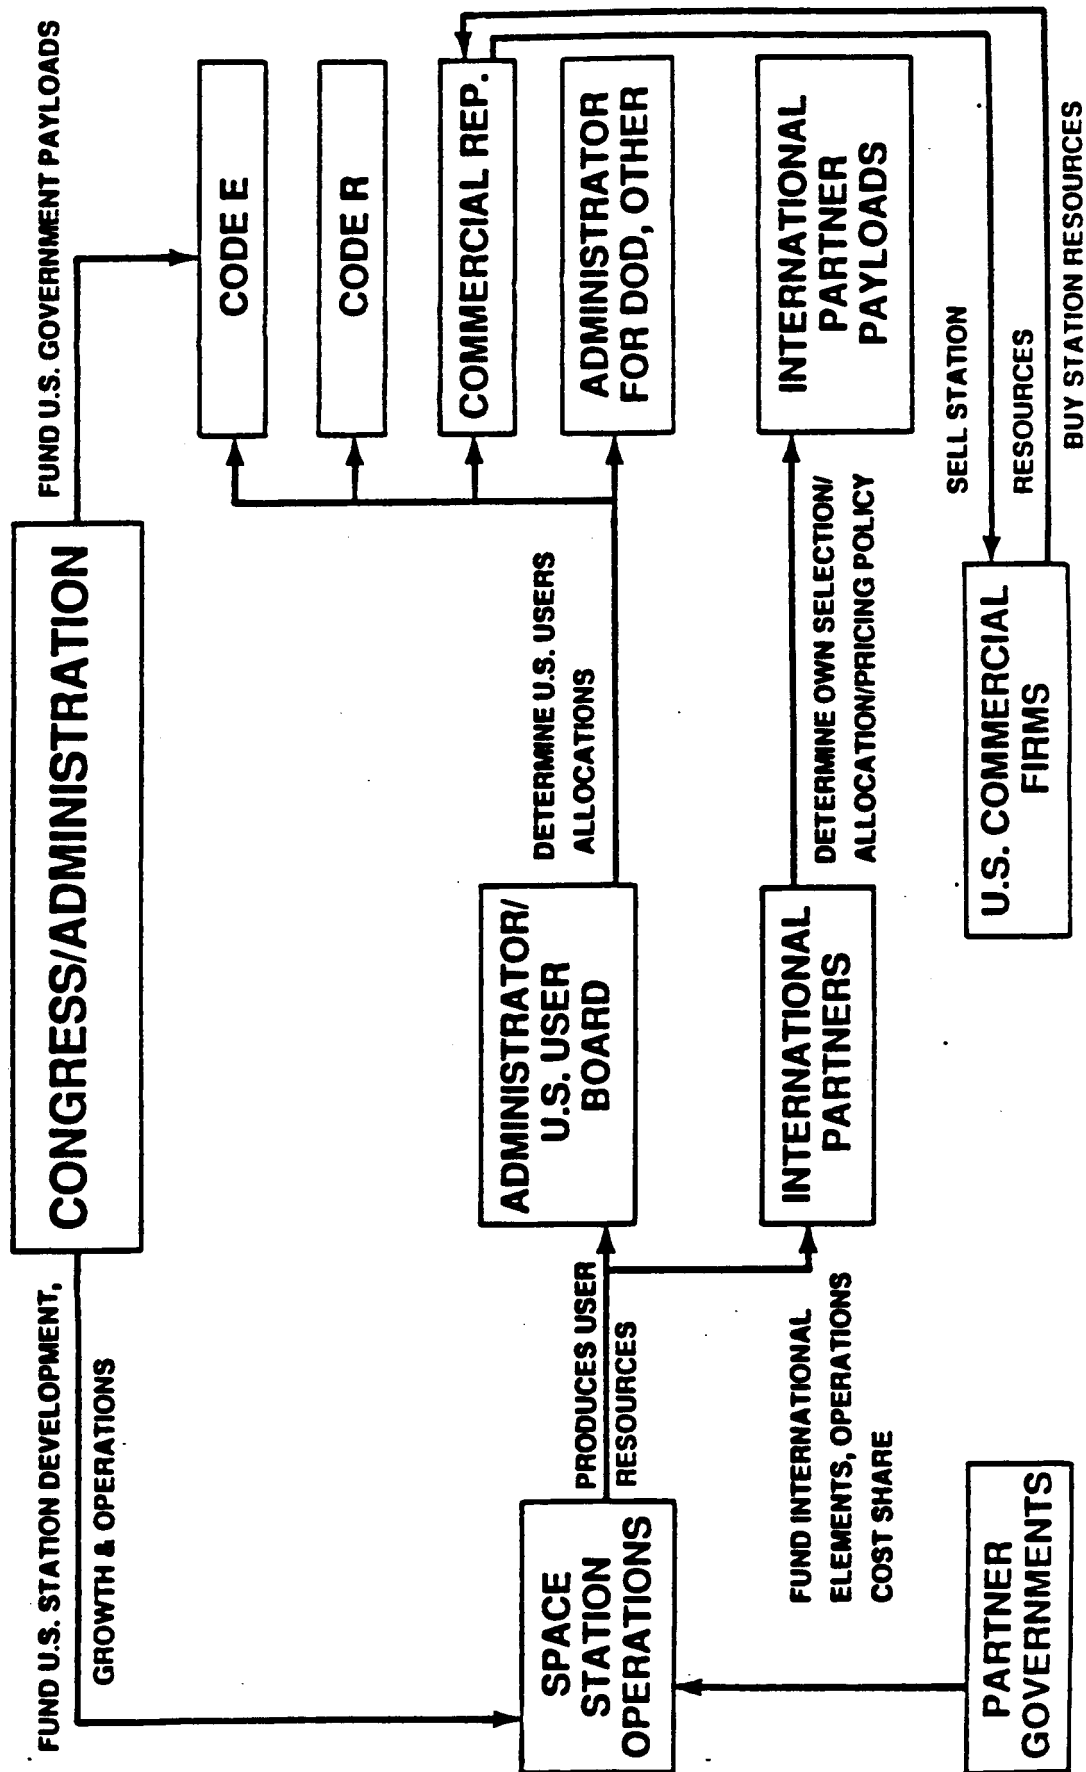 CONGRESS/ADMINISTRATION
FUND U.S. STATION DEVELOPMENT,
GROWTH & OPERATIONS
FUND U.S. GOVERNMENT PAYLOADS
CODE E
CODE R
COMMERCIAL REP.
ADMINISTRATOR
FOR DOD, OTHER
DETERMINE U.S. USERS
ALLOCATIONS
ADMINISTRATOR/
U.S. USER
BOARD
PRODUCES USER
RESOURCES
SPACE
STATION
OPERATIONS
INTERNATIONAL
PARTNERS
DETERMINE OWN SELECTION/
ALLOCATION/PRICING POLICY
INTERNATIONAL
PARTNER
PAYLOADS
FUND INTERNATIONAL
ELEMENTS, OPERATIONS
COST SHARE
PARTNER
GOVERNMENTS
U.S. COMMERCIAL
FIRMS
SELL STATION
RESOURCES
BUY STATION RESOURCES